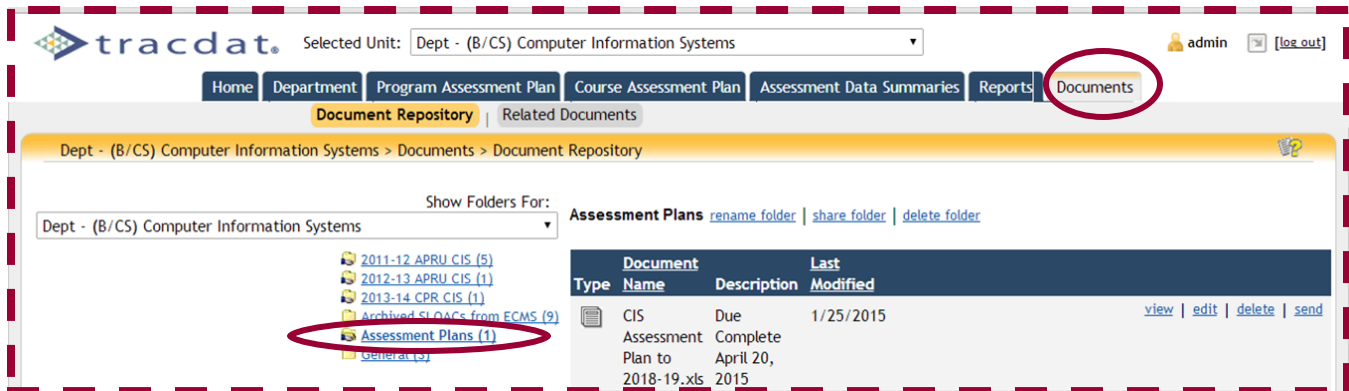 tracdat. Selected Unit: Dept - (B/CS) Computer Information Systems admin [log out]
Home Department Program Assessment Plan Course Assessment Plan Assessment Data Summaries Reports Documents
Document Repository | Related Documents
Dept - (B/CS) Computer Information Systems > Documents > Document Repository
Show Folders For:
Dept - (B/CS) Computer Information Systems
2011-12 APRU CIS (5)
2012-13 APRU CIS (1)
2013-14 CPR CIS (1)
Archived SLOACs from ECMS (9)
Assessment Plans (1)
General (3)
Assessment Plans rename folder | share folder | delete folder
Type Document Name Description Last Modified
CIS Due 1/25/2015 view | edit | delete | send
Assessment Complete
Plan to April 20,
2018-19.xls 2015